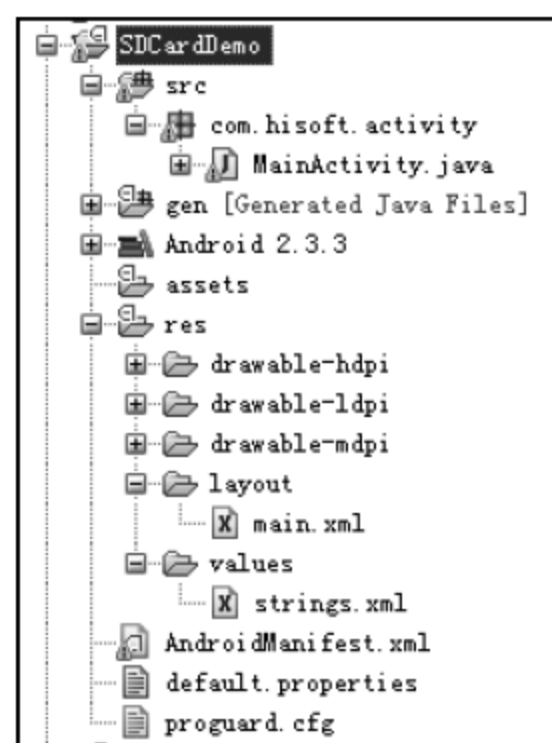 SDCardDemo
src
com.hisoft.activity
MainActivity.java
gen [Generated Java Files]
Android 2.3.3
assets
res
drawable-hdpi
drawable-ldpi
drawable-mdpi
layout
main.xml
values
strings.xml
AndroidManifest.xml
default.properties
proguard.cfg